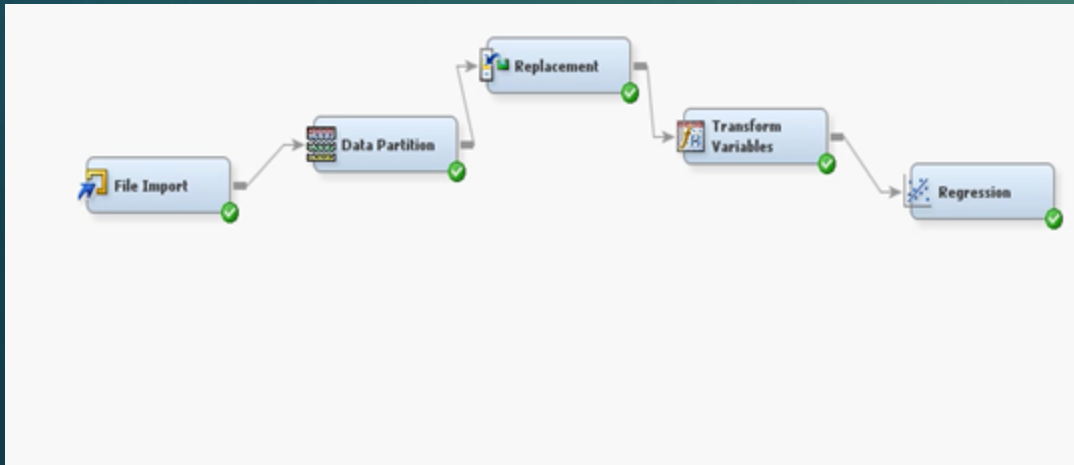 File Import
Data Partition
Replacement
Transform
Variables
Regression